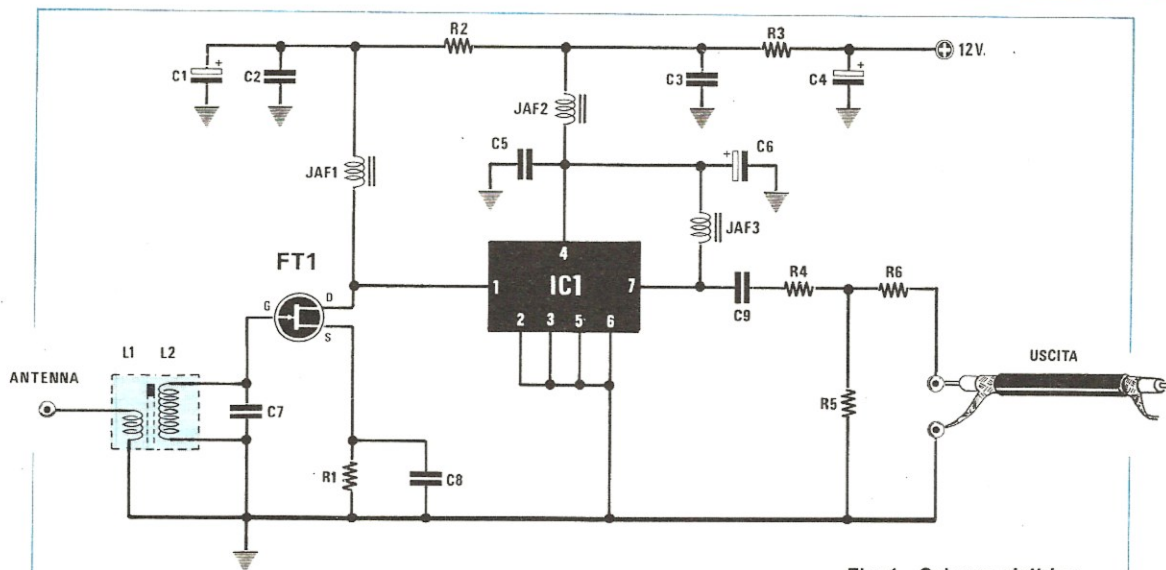 R2
R3
12V.
C1
+
C2
C3
C4
+
JAF2
C5
+
C6
JAF1
JAF3
4
FT1
1
IC1
7
R4
R6
G
D
S
2
3
5
6
C9
L1
L2
USCITA
ANTENNA
C7
R5
R1
C8